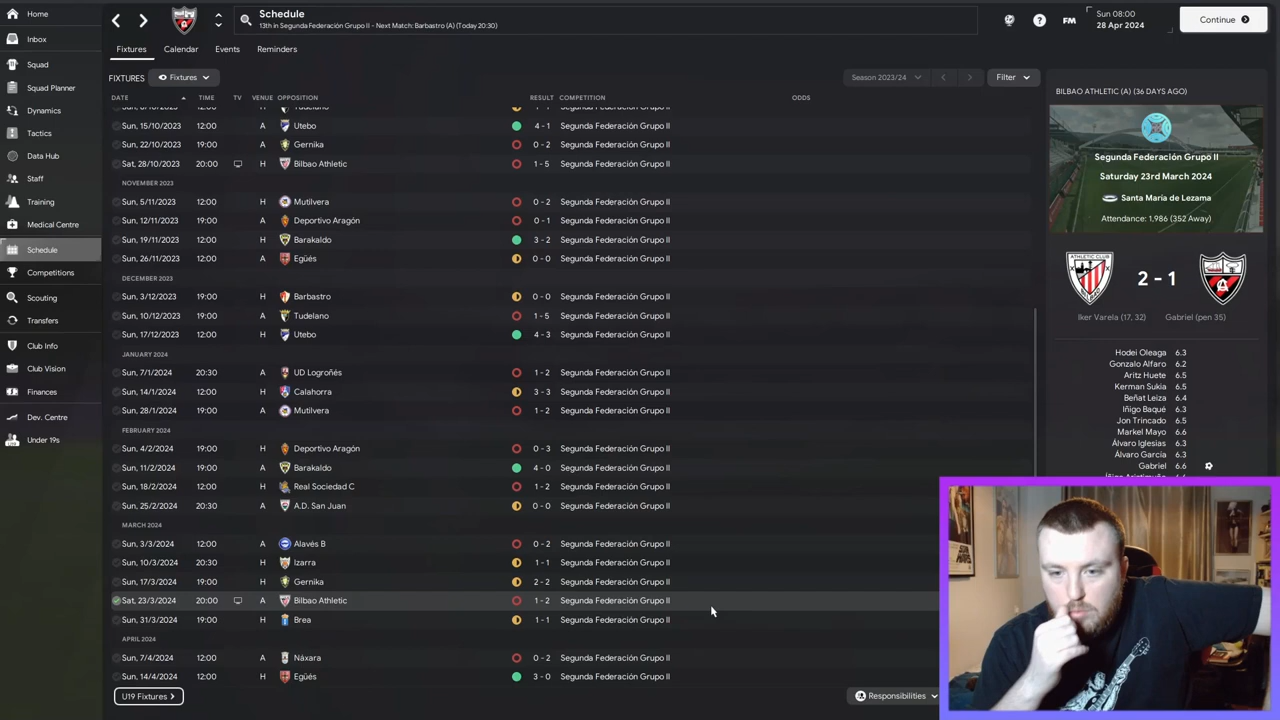 Home
Schedule
13th in Segunda Federación Grupo II - Next Match: Barbastro (A) (Today 20:30)
FM
Sun 08:00
28 Apr 2024
Continue
Inbox
Squad
Squad Planner
Dynamics
Tactics
Data Hub
Staff
Training
Medical Centre
Schedule
Competitions
Scouting
Transfers
Club Info
Club Vision
Finances
Dev. Centre
Under 19s
Fixtures
Calendar
Events
Reminders
FIXTURES
Fixtures
Season 2023/24
Filter
DATE TIME TV VENUE OPPOSITION RESULT COMPETITION ODDS
Sun, 15/10/2023 12:00 A Utebo 4 - 1 Segunda Federación Grupo II
Sun, 22/10/2023 19:00 A Gernika 0 - 2 Segunda Federación Grupo II
Sat, 28/10/2023 20:00 H Bilbao Athletic 1 - 5 Segunda Federación Grupo II
NOVEMBER 2023
Sun, 5/11/2023 12:00 H Mutilvera 0 - 2 Segunda Federación Grupo II
Sun, 12/11/2023 19:00 A Deportivo Aragón 0 - 1 Segunda Federación Grupo II
Sun, 19/11/2023 12:00 H Barakaldo 3 - 2 Segunda Federación Grupo II
Sun, 26/11/2023 12:00 A Egüés 0 - 0 Segunda Federación Grupo II
DECEMBER 2023
Sun, 3/12/2023 19:00 H Barbastro 0 - 0 Segunda Federación Grupo II
Sun, 10/12/2023 19:00 A Tudelano 1 - 5 Segunda Federación Grupo II
Sun, 17/12/2023 12:00 H Utebo 4 - 3 Segunda Federación Grupo II
JANUARY 2024
Sun, 7/1/2024 20:30 A UD Logroñés 1 - 2 Segunda Federación Grupo II
Sun, 14/1/2024 12:00 H Calahorra 3 - 3 Segunda Federación Grupo II
Sun, 28/1/2024 19:00 A Mutilvera 1 - 2 Segunda Federación Grupo II
FEBRUARY 2024
Sun, 4/2/2024 19:00 H Deportivo Aragón 0 - 3 Segunda Federación Grupo II
Sun, 11/2/2024 19:00 A Barakaldo 4 - 0 Segunda Federación Grupo II
Sun, 18/2/2024 12:00 H Real Sociedad C 1 - 2 Segunda Federación Grupo II
Sun, 25/2/2024 20:30 A A.D. San Juan 0 - 0 Segunda Federación Grupo II
MARCH 2024
Sun, 3/3/2024 12:00 A Alavés B 0 - 2 Segunda Federación Grupo II
Sun, 10/3/2024 20:30 H Izarra 1 - 1 Segunda Federación Grupo II
Sun, 17/3/2024 19:00 H Gernika 2 - 2 Segunda Federación Grupo II
Sat, 23/3/2024 20:00 A Bilbao Athletic 1 - 2 Segunda Federación Grupo II
Sun, 31/3/2024 19:00 H Brea 1 - 1 Segunda Federación Grupo II
APRIL 2024
Sun, 7/4/2024 12:00 A Náxara 0 - 2 Segunda Federación Grupo II
Sun, 14/4/2024 12:00 H Egüés 3 - 0 Segunda Federación Grupo II
U19 Fixtures
Responsibilities
BILBAO ATHLETIC (A) (36 DAYS AGO)
Segunda Federación Grupo II
Saturday 23rd March 2024
Santa María de Lezama
Attendance: 1,986 (352 Away)
2 - 1
Iker Varela (17, 32) Gabriel (pen 35)
Hodei Oleaga 6.3
Gonzalo Alfaro 6.2
Aritz Huete 6.5
Kerman Sukia 6.5
Beñat Leiza 6.4
Iñigo Baqué 6.3
Jon Trincado 6.5
Markel Mayo 6.6
Álvaro Iglesias 6.3
Álvaro García 6.3
Gabriel 6.6